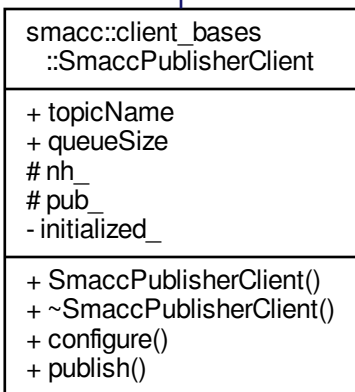 smacc::client_bases
::SmaccPublisherClient
+ topicName
+ queueSize
# nh_
# pub_
- initialized_
+ SmaccPublisherClient()
+ ~SmaccPublisherClient()
+ configure()
+ publish()